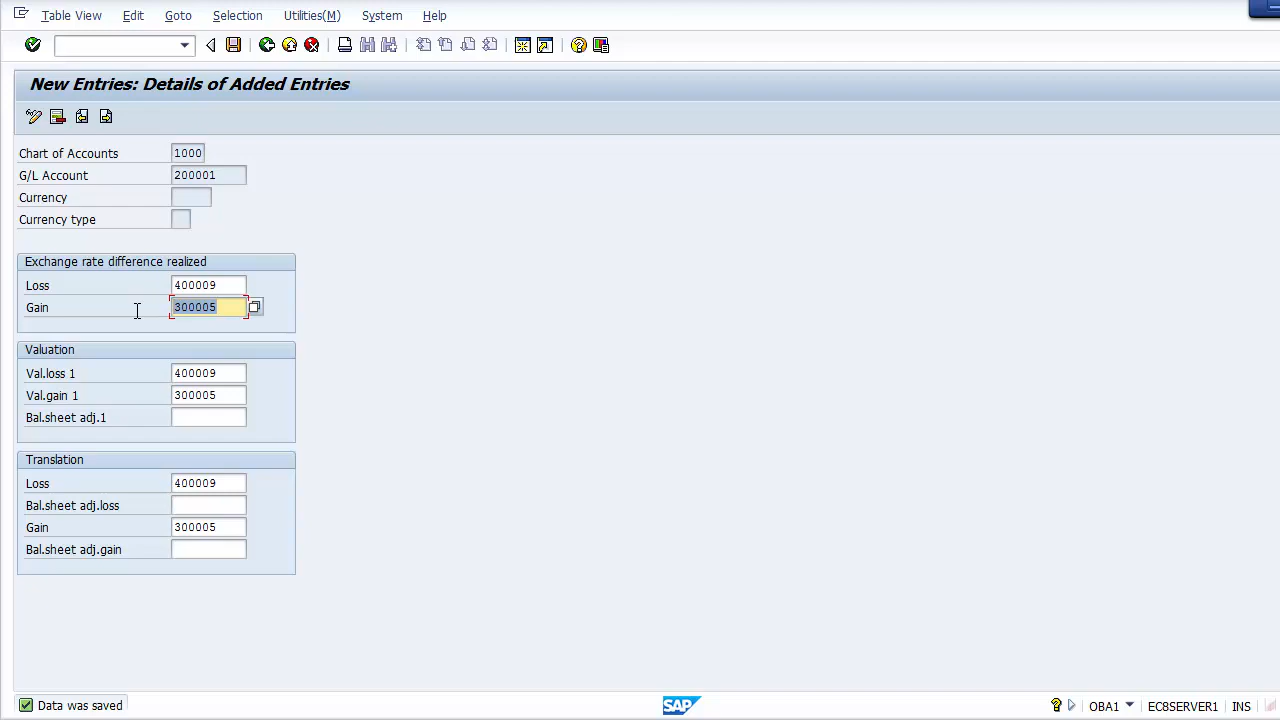 Table View Edit Goto Selection Utilities(M) System Help
New Entries: Details of Added Entries
Chart of Accounts 1000
G/L Account 200001
Currency
Currency type
Exchange rate difference realized
Loss 400009
Gain 300005
Valuation
Val.loss 1 400009
Val.gain 1 300005
Bal.sheet adj.1
Translation
Loss 400009
Bal.sheet adj.loss
Gain 300005
Bal.sheet adj.gain
Data was saved SAP OBA1 EC8SERVER1 INS